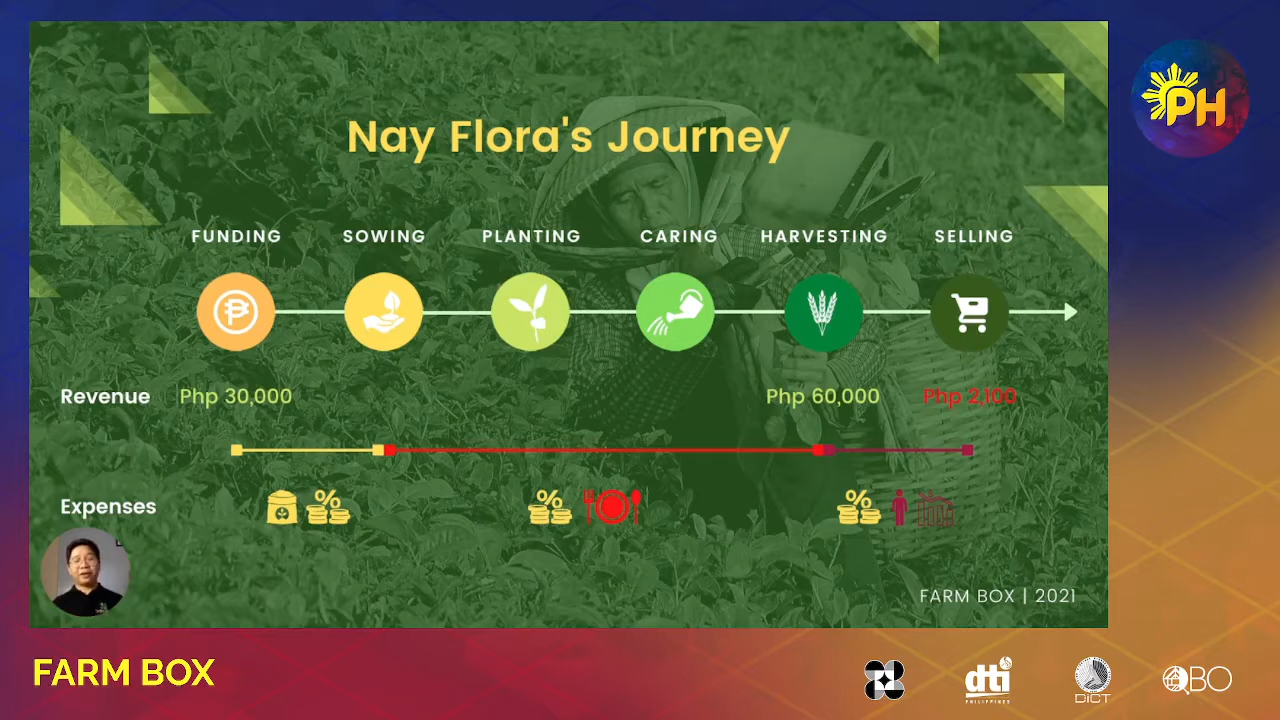 PH
Nay Flora's Journey
FUNDING SOWING PLANTING CARING HARVESTING SELLING
Revenue Php 30,000 Php 60,000 Php 2,100
Expenses % % %
FARM BOX | 2021
FARM BOX
dti
PHILIPPINES
DICT
QBO